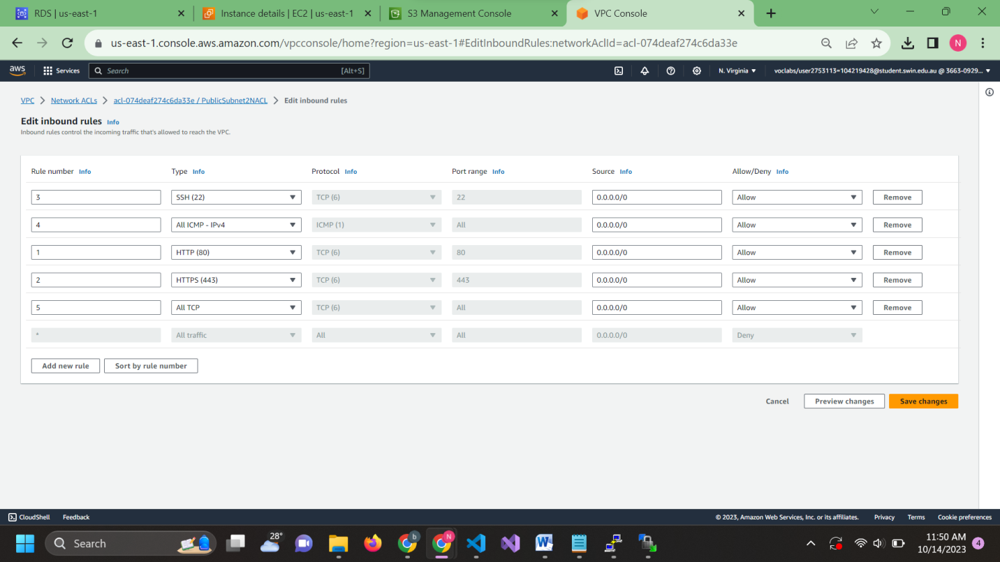 RDS | us-east-1
Instance details | EC2 | us-east-1
S3 Management Console
VPC Console
us-east-1.console.aws.amazon.com/vpcconsole/home?region=us-east-1#EditInboundRules:networkAclId=acl-074deaf274c6da33e
N
aws
Services
Search
[Alt+S]
N. Virginia
voclabs/user2753113=104219428@student.swin.edu.au @ 3663-0929...
VPC
Network ACLs
acl-074deaf274c6da33e / PublicSubnet2NACL
Edit inbound rules
Edit inbound rules Info
Inbound rules control the incoming traffic that's allowed to reach the VPC.
Rule number Info Type Info Protocol Info Port range Info Source Info Allow/Deny Info
3 SSH (22) TCP (6) 22 0.0.0.0/0 Allow Remove
4 All ICMP - IPv4 ICMP (1) All 0.0.0.0/0 Allow Remove
1 HTTP (80) TCP (6) 80 0.0.0.0/0 Allow Remove
2 HTTPS (443) TCP (6) 443 0.0.0.0/0 Allow Remove
5 All TCP TCP (6) All 0.0.0.0/0 Allow Remove
* All traffic All All 0.0.0.0/0 Deny
Add new rule Sort by rule number
Cancel Preview changes Save changes
CloudShell Feedback © 2023, Amazon Web Services, Inc. or its affiliates. Privacy Terms Cookie preferences
Search
28°
b
N
11:50 AM
10/14/2023
4